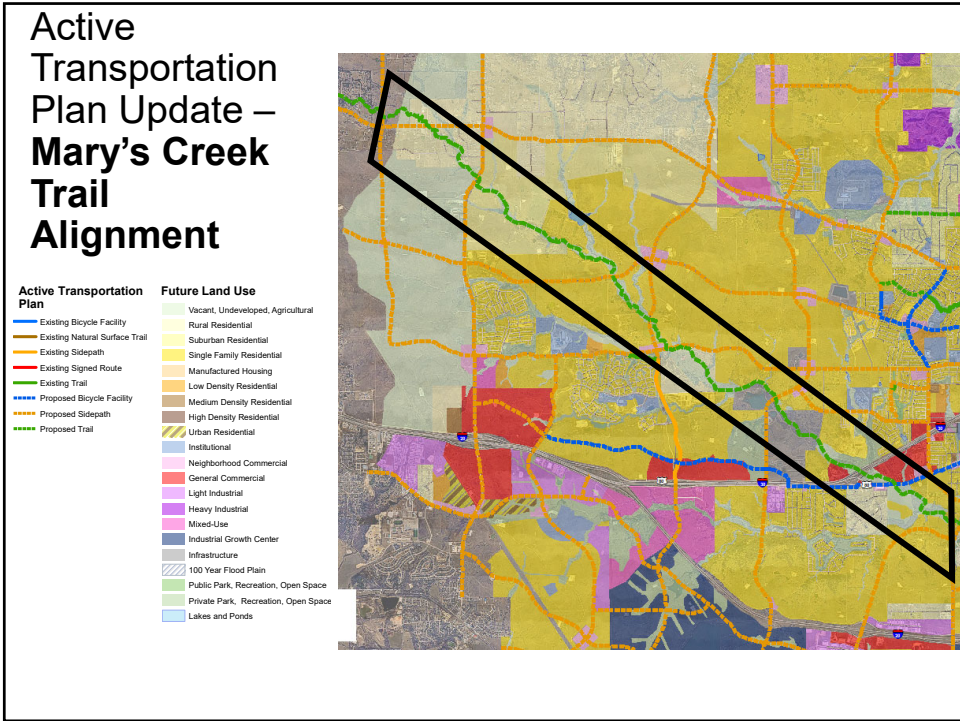 Active
Transportation
Plan Update –
Mary's Creek
Trail
Alignment
Active Transportation
Plan
Existing Bicycle Facility
Existing Natural Surface Trail
Existing Sidepath
Existing Signed Route
Existing Trail
Proposed Bicycle Facility
Proposed Sidepath
Proposed Trail
Future Land Use
Vacant, Undeveloped, Agricultural
Rural Residential
Suburban Residential
Single Family Residential
Manufactured Housing
Low Density Residential
Medium Density Residential
High Density Residential
Urban Residential
Institutional
Neighborhood Commercial
General Commercial
Light Industrial
Heavy Industrial
Mixed-Use
Industrial Growth Center
Infrastructure
100 Year Flood Plain
Public Park, Recreation, Open Space
Private Park, Recreation, Open Space
Lakes and Ponds